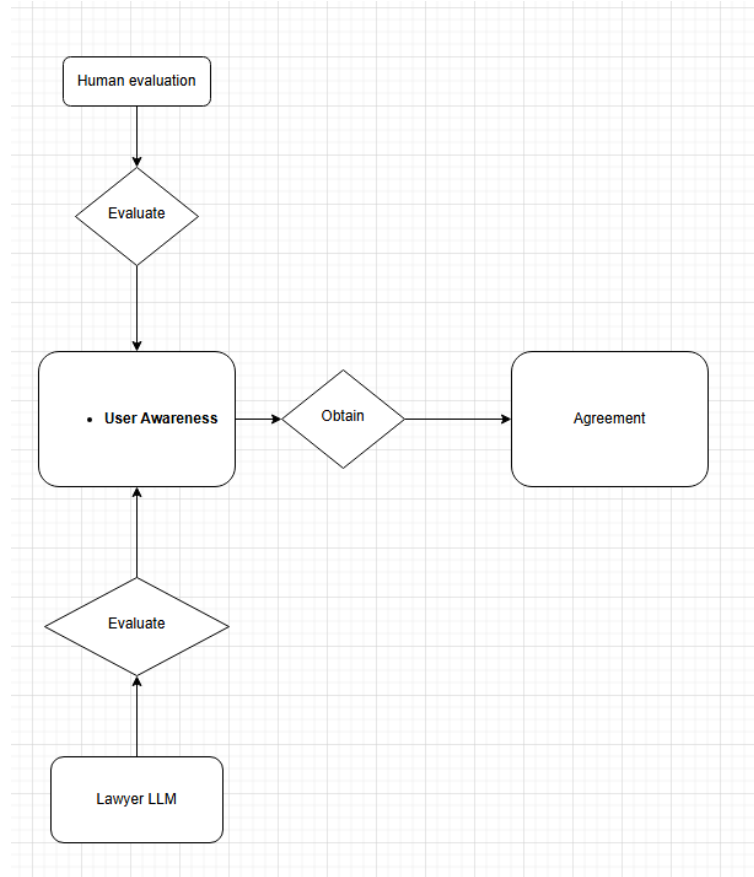 Human evaluation
Evaluate
• User Awareness
Obtain
Agreement
Evaluate
Lawyer LLM